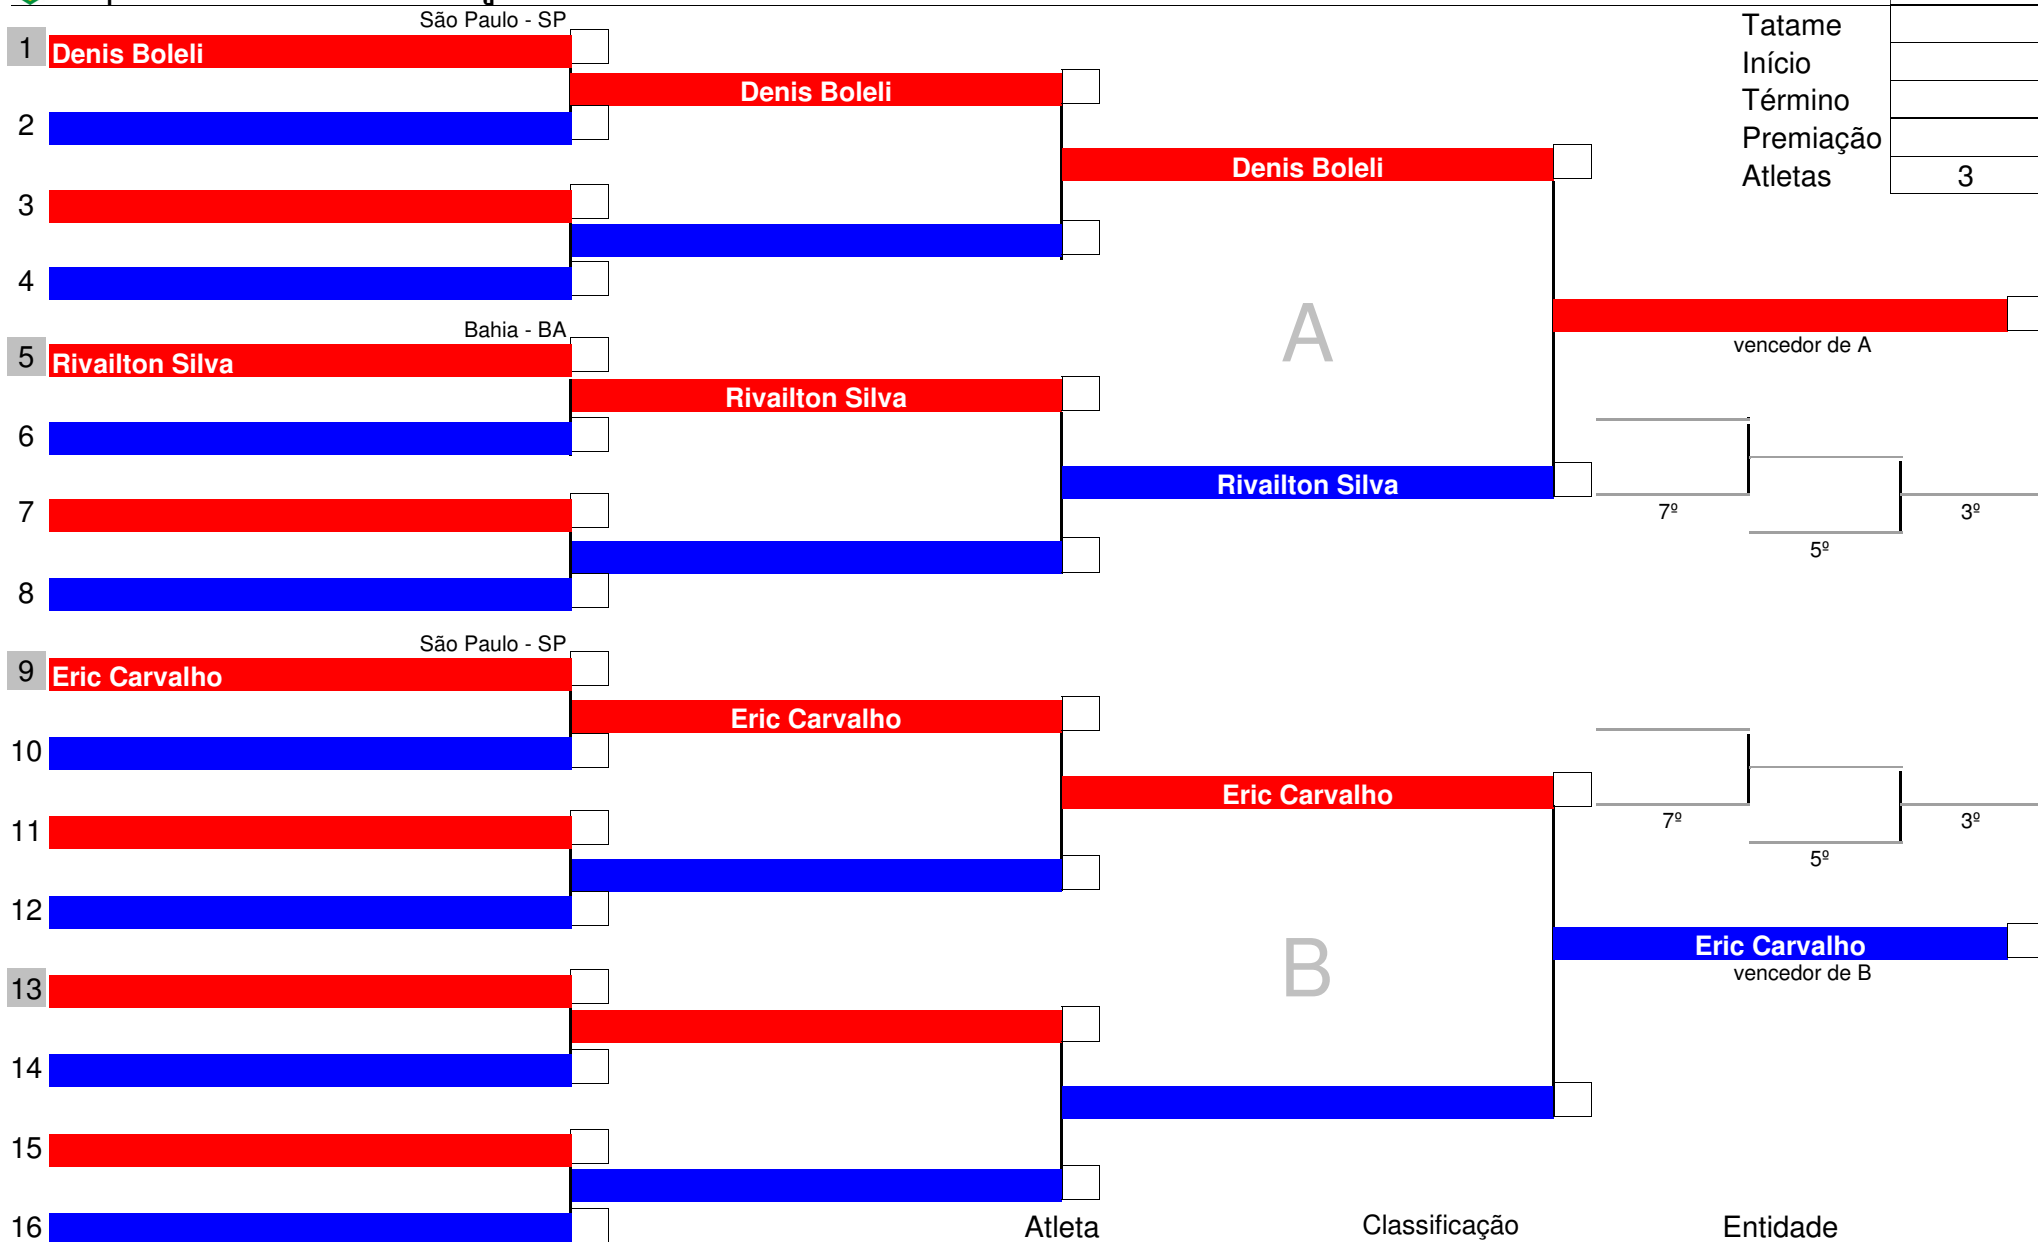 São Paulo - SP
Tatame
1 Denis Boleli
Início
Denis Boleli
Término
2
Premiação
Denis Boleli
Atletas 3
3
4
Bahia - BA
vencedor de A
A
5 Rivailton Silva
Rivailton Silva
6
Rivailton Silva
7
7º 3º
5º
8
São Paulo - SP
9 Eric Carvalho
Eric Carvalho
10
Eric Carvalho
7º 3º
11
5º
12
Eric Carvalho
B
vencedor de B
13
14
15
16
Atleta Classificação Entidade